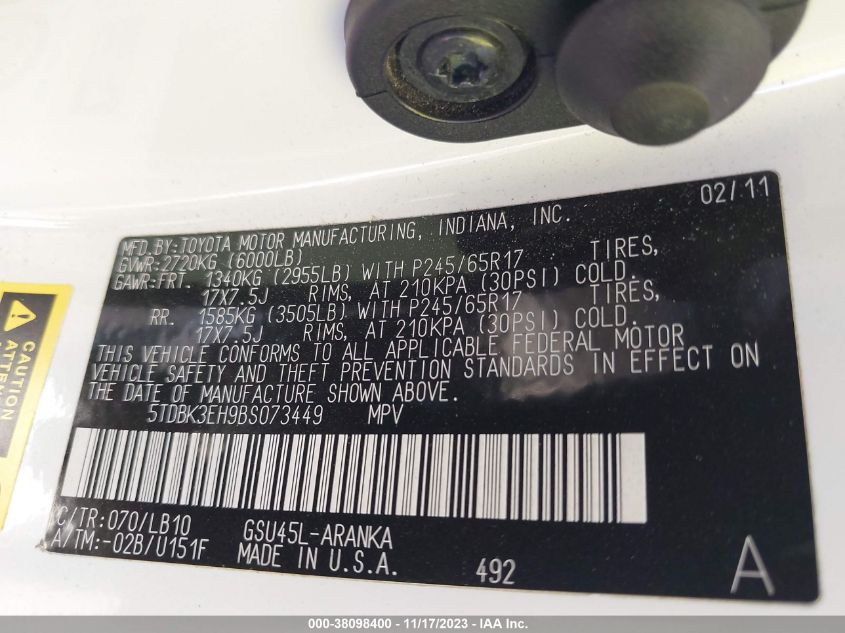 02/11
MFD.BY:TOYOTA MOTOR MANUFACTURING, INDIANA, INC.
GVWR:2720KG (6000LB)
GAWR:FRT. 1340KG (2955LB) WITH P245/65R17 TIRES,
17X7.5J RIMS, AT 210KPA (30PSI) COLD.
RR. 1585KG (3505LB) WITH P245/65R17 TIRES,
17X7.5J RIMS, AT 210KPA (30PSI) COLD.
THIS VEHICLE CONFORMS TO ALL APPLICABLE FEDERAL MOTOR
VEHICLE SAFETY AND THEFT PREVENTION STANDARDS IN EFFECT ON
THE DATE OF MANUFACTURE SHOWN ABOVE.
5TDBK3EH9BS073449 MPV
C/TR:070/LB10 GSU45L-ARANKA
A/TM:-02B/U151F MADE IN U.S.A. 492 A
CAUTION
000-38098400 - 11/17/2023 - IAA Inc.